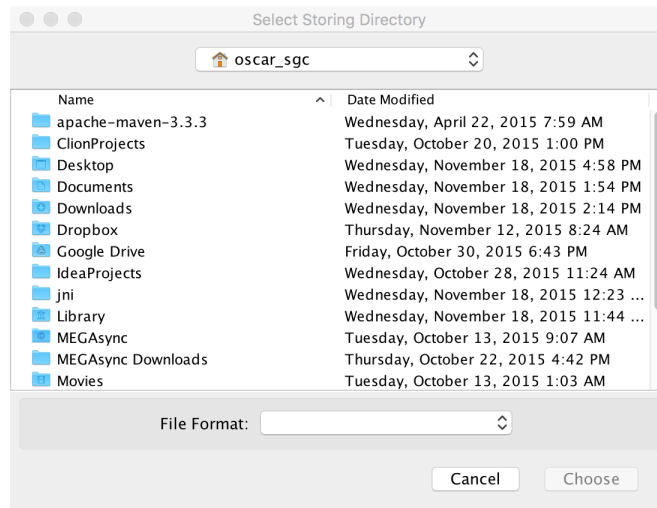 Select Storing Directory
oscar_sgc
Name Date Modified
apache-maven-3.3.3 Wednesday, April 22, 2015 7:59 AM
ClionProjects Tuesday, October 20, 2015 1:00 PM
Desktop Wednesday, November 18, 2015 4:58 PM
Documents Wednesday, November 18, 2015 1:54 PM
Downloads Wednesday, November 18, 2015 2:14 PM
Dropbox Thursday, November 12, 2015 8:24 AM
Google Drive Friday, October 30, 2015 6:43 PM
IdeaProjects Wednesday, October 28, 2015 11:24 AM
jni Wednesday, November 18, 2015 12:23 ...
Library Wednesday, November 18, 2015 11:44 ...
MEGAsync Tuesday, October 13, 2015 9:07 AM
MEGAsync Downloads Thursday, October 22, 2015 4:42 PM
Movies Tuesday, October 13, 2015 1:03 AM
File Format:
Cancel Choose